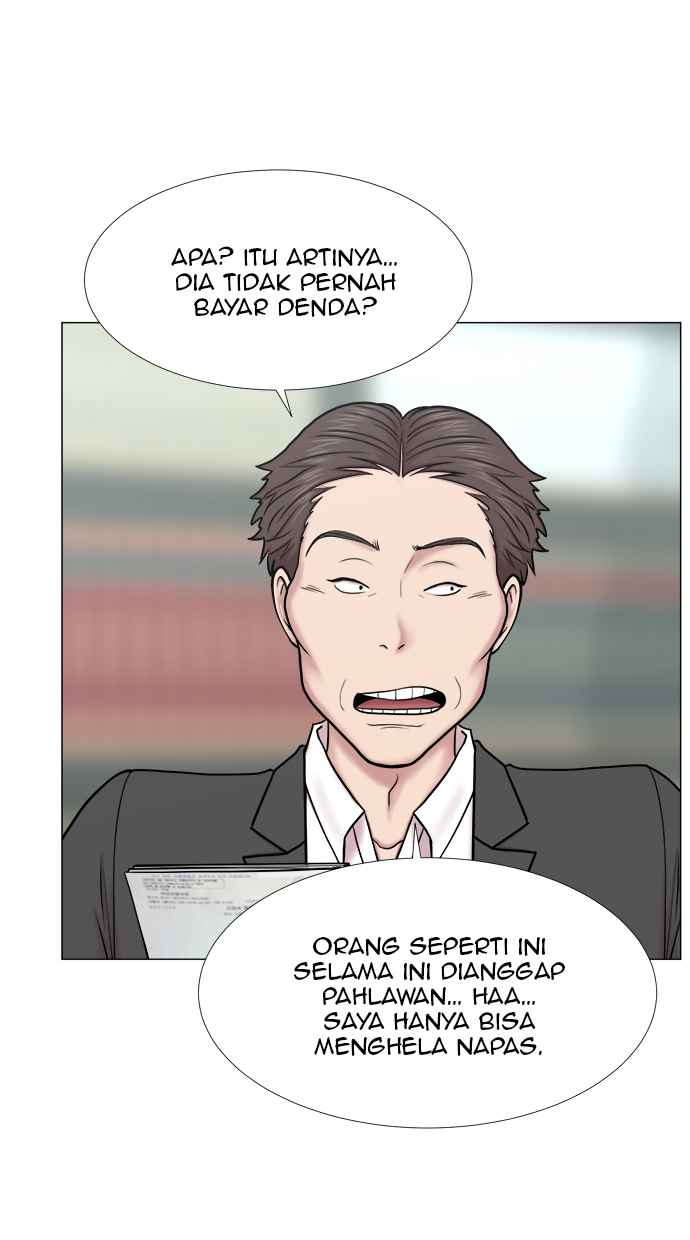 APA? ITU ARTINYA...
DIA TIDAK PERNAH
BAYAR DENDA?
ORANG SEPERTI INI
SELAMA INI DIANGGAP
PAHLAWAN... HAA...
SAYA HANYA BISA
MENGHELA NAPAS.